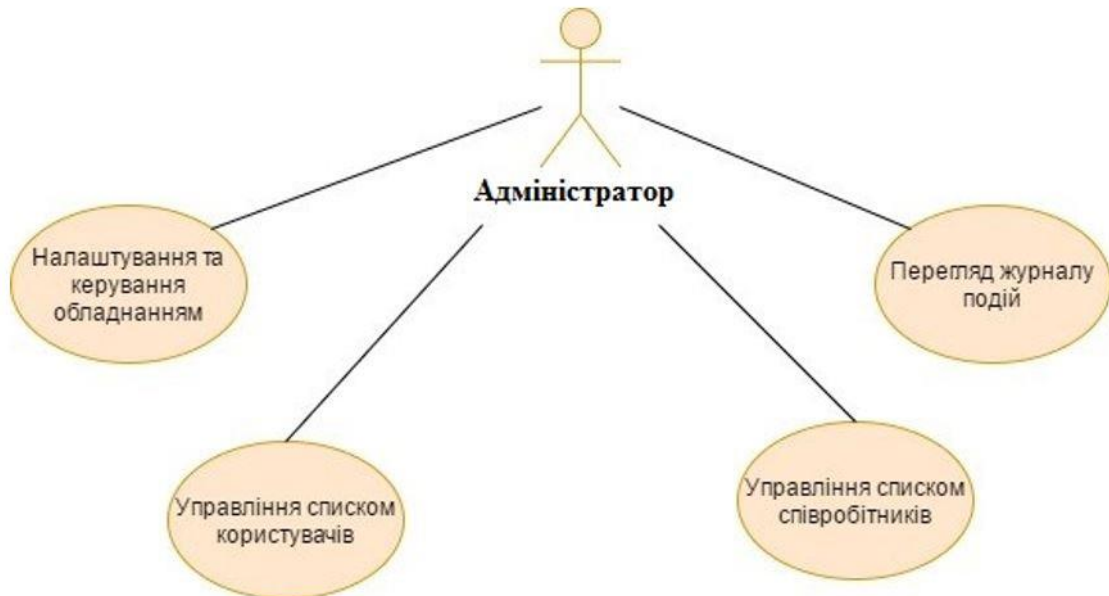 Адміністратор
Налаштування та
керування
обладнанням
Перегляд журналу
подій
Управління списком
користувачів
Управління списком
співробітників